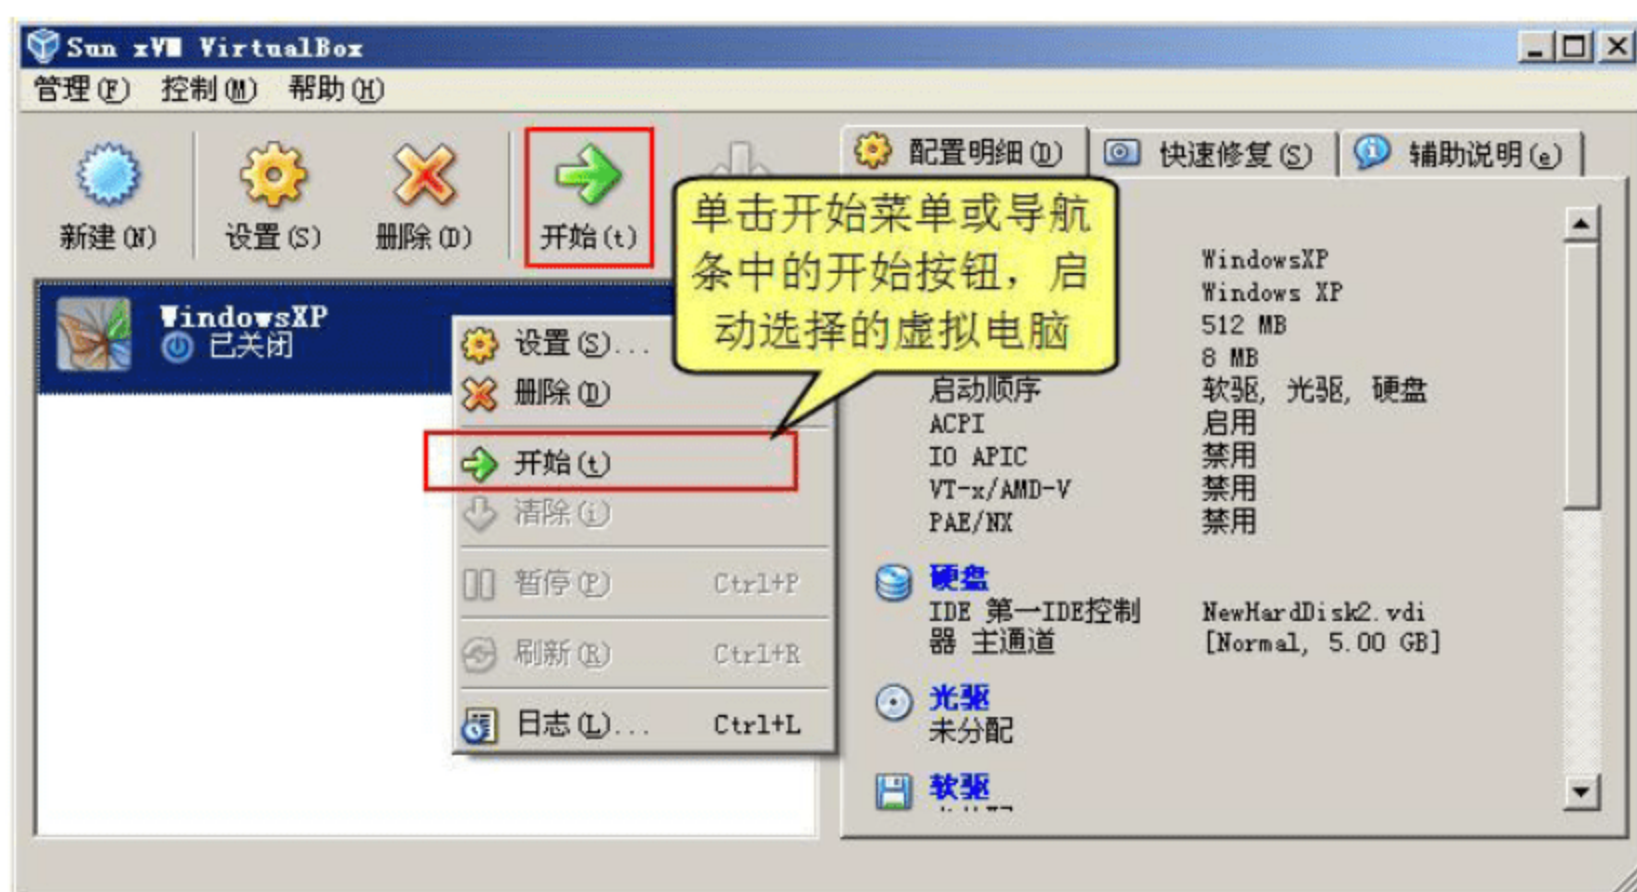 Sun xVM VirtualBox
管理(F) 控制(M) 帮助(H)
新建(N) 设置(S) 删除(D) 开始(t)
配置明细(D) 快速修复(S) 辅助说明(e)
单击开始菜单或导航
条中的开始按钮，启
动选择的虚拟电脑
WindowsXP
已关闭
设置(S)...
删除(D)
开始(t)
清除(i)
暂停(P) Ctrl+P
刷新(R) Ctrl+R
日志(L)... Ctrl+L
WindowsXP
Windows XP
512 MB
8 MB
启动顺序 软驱, 光驱, 硬盘
ACPI 启用
IO APIC 禁用
VT-x/AMD-V 禁用
PAE/NX 禁用
硬盘
IDE 第一IDE控制 NewHardDisk2.vdi
器 主通道 [Normal, 5.00 GB]
光驱
未分配
软驱